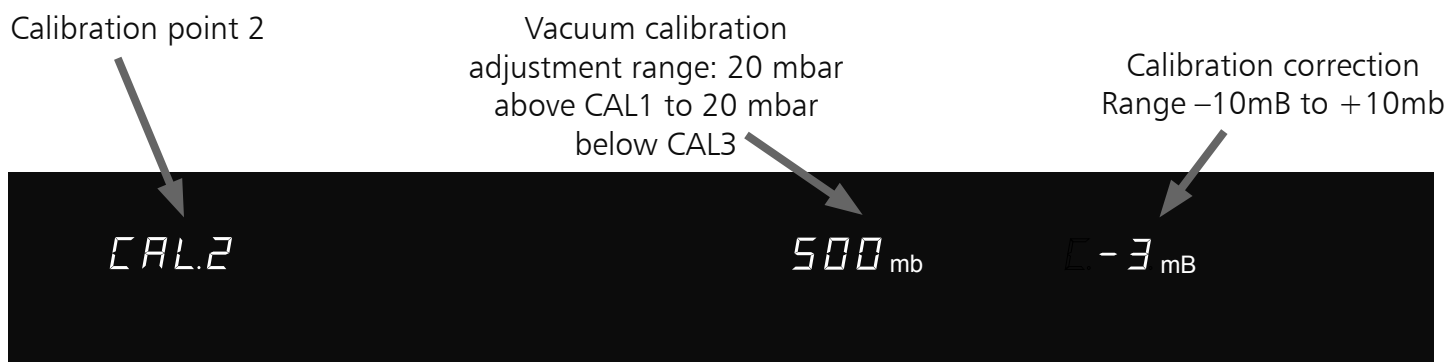 Calibration point 2
Vacuum calibration
adjustment range: 20 mbar
above CAL1 to 20 mbar
below CAL3
Calibration correction
Range –10mB to +10mb
CAL.2
500 mb
-3 mB